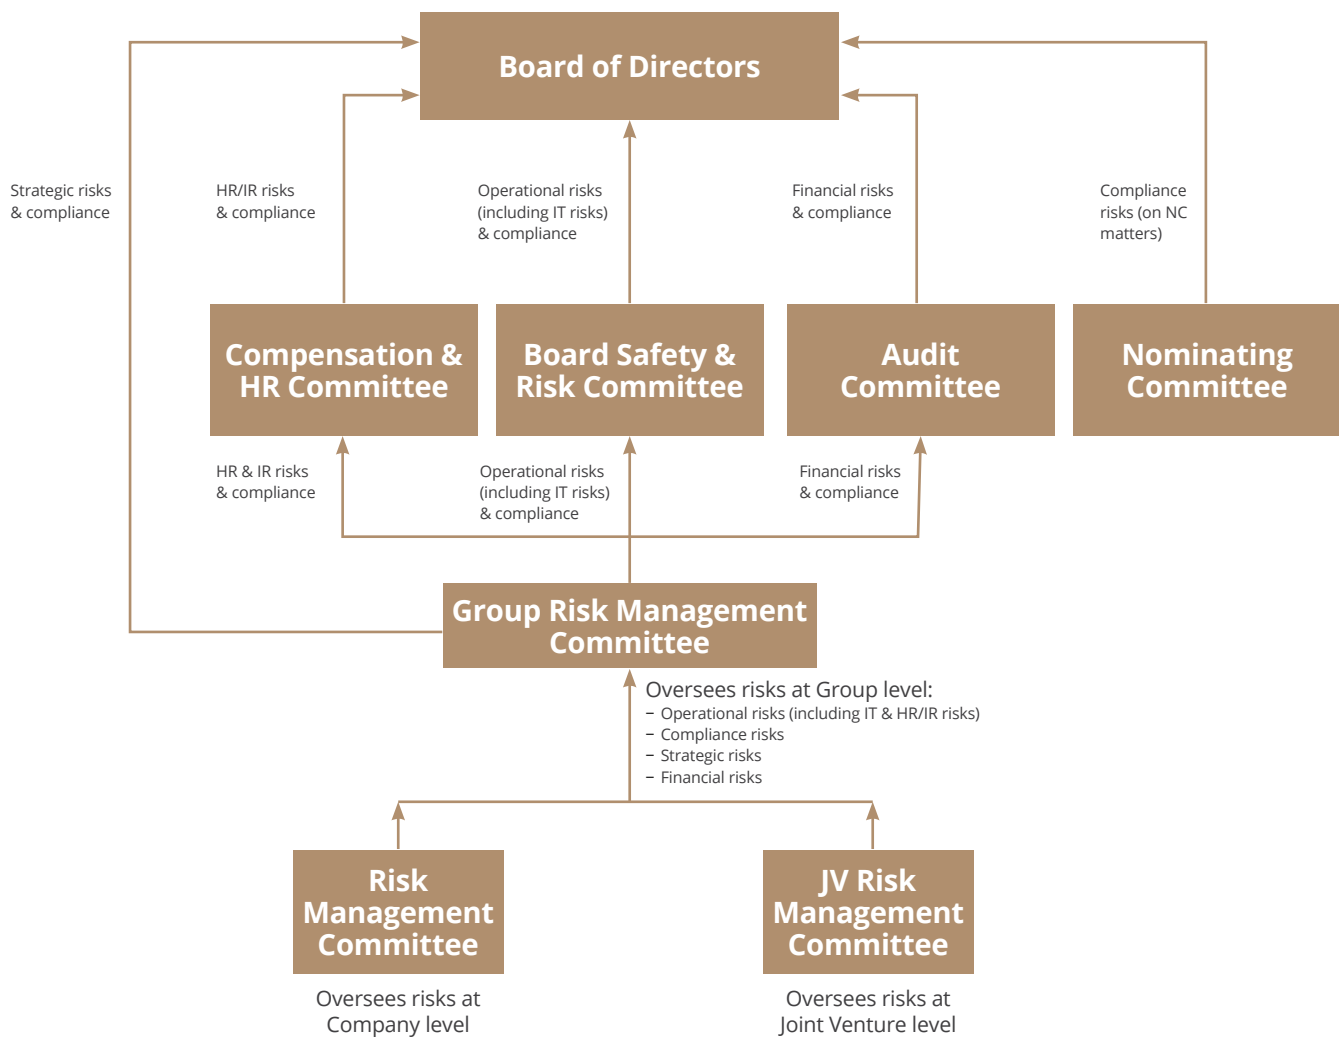 Board of Directors
Strategic risks
& compliance
HR/IR risks
& compliance
Operational risks
(including IT risks)
& compliance
Financial risks
& compliance
Compliance
risks (on NC
matters)
Compensation &
HR Committee
Board Safety &
Risk Committee
Audit
Committee
Nominating
Committee
HR & IR risks
& compliance
Operational risks
(including IT risks)
& compliance
Financial risks
& compliance
Group Risk Management
Committee
Oversees risks at Group level:
– Operational risks (including IT & HR/IR risks)
– Compliance risks
– Strategic risks
– Financial risks
Risk
Management
Committee
JV Risk
Management
Committee
Oversees risks at
Company level
Oversees risks at
Joint Venture level